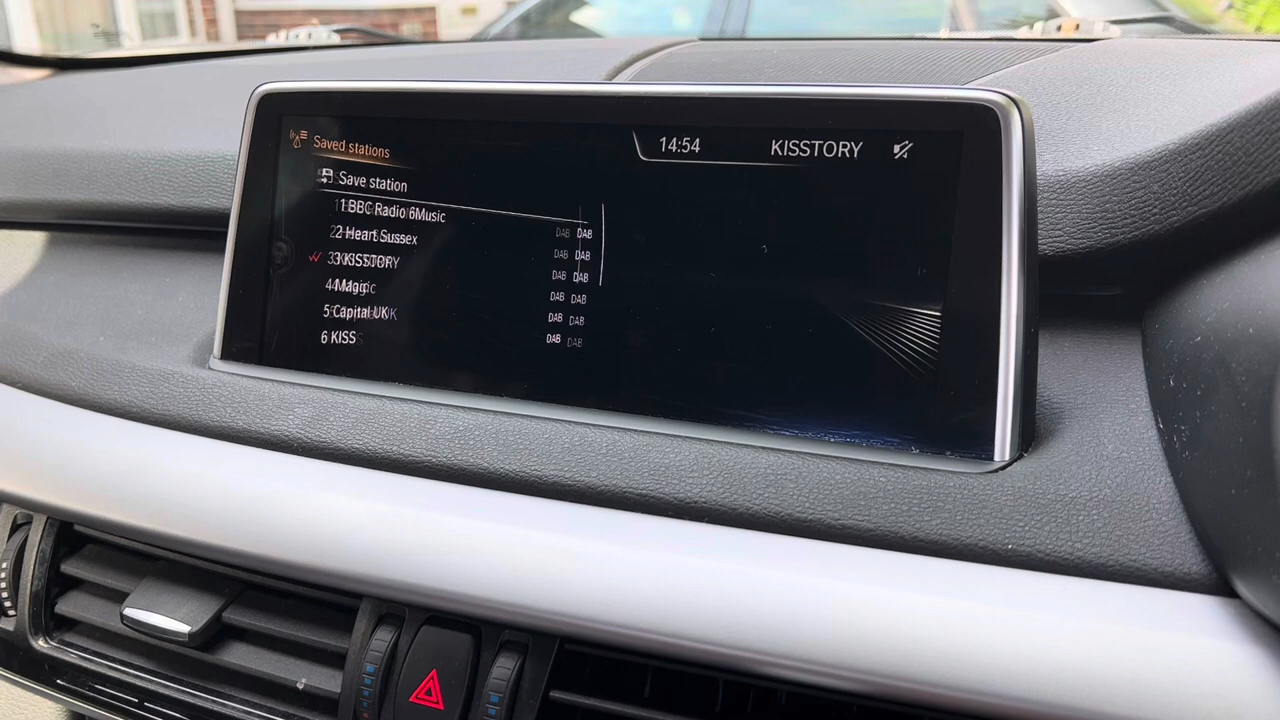 Saved stations
14:54 KISSTORY
Save station
1 BBC Radio 6Music DAB
2 Heart Sussex DAB
3 KISSTORY DAB
4 Magic DAB
5 Capital UK DAB
6 KISS DAB